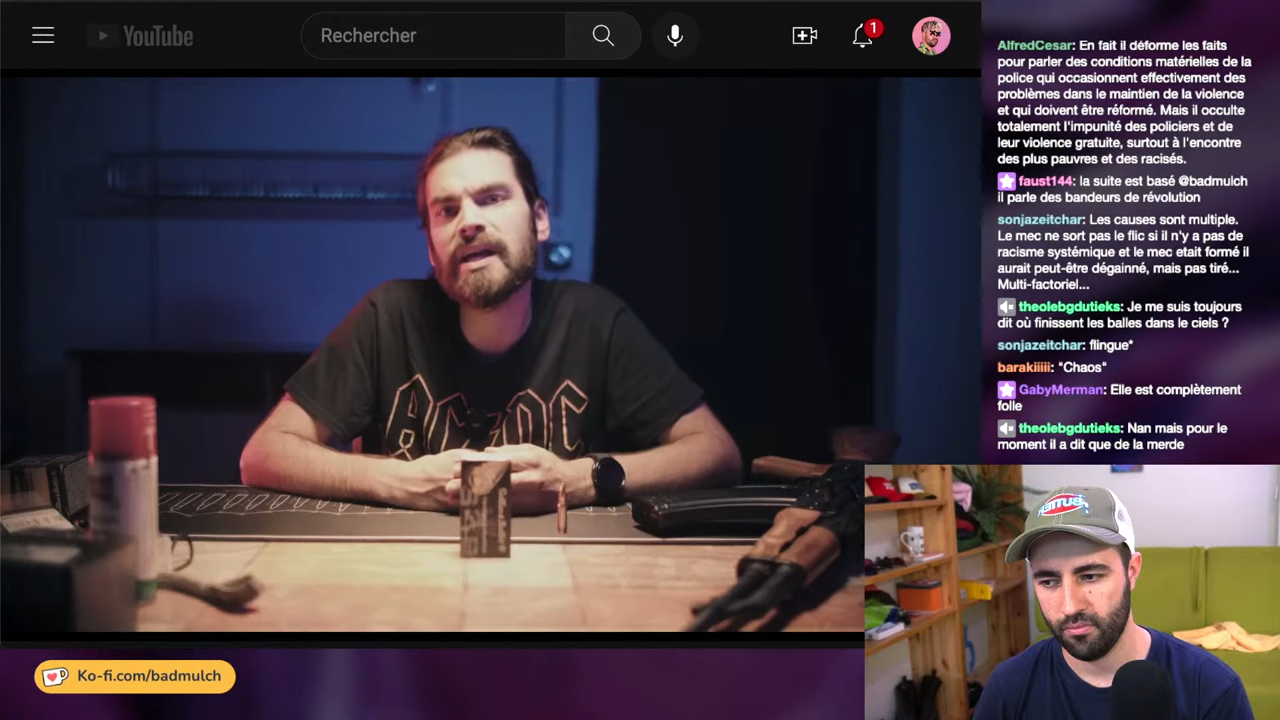 YouTube
Rechercher
1
AlfredCesar: En fait il déforme les faits
pour parler des conditions matérielles de la
police qui occasionnent effectivement des
problèmes dans le maintien de la violence
et qui doivent être réformé. Mais il occulte
totalement l'impunité des policiers et de
leur violence gratuite, surtout à l'encontre
des plus pauvres et des racisés.
faust144: la suite est basé @badmulch
il parle des bandeurs de révolution
sonjazeitchar: Les causes sont multiple.
Le mec ne sort pas le flic si il n'y a pas de
racisme systémique et le mec etait formé il
aurait peut-être dégainné, mais pas tiré...
Multi-factoriel...
theolebgdutieks: Je me suis toujours
dit où finissent les balles dans le ciels ?
sonjazeitchar: flingue*
barakiiiii: "Chaos"
GabyMerman: Elle est complètement
folle
theolebgdutieks: Nan mais pour le
moment il a dit que de la merde
AC DC
Ko-fi.com/badmulch